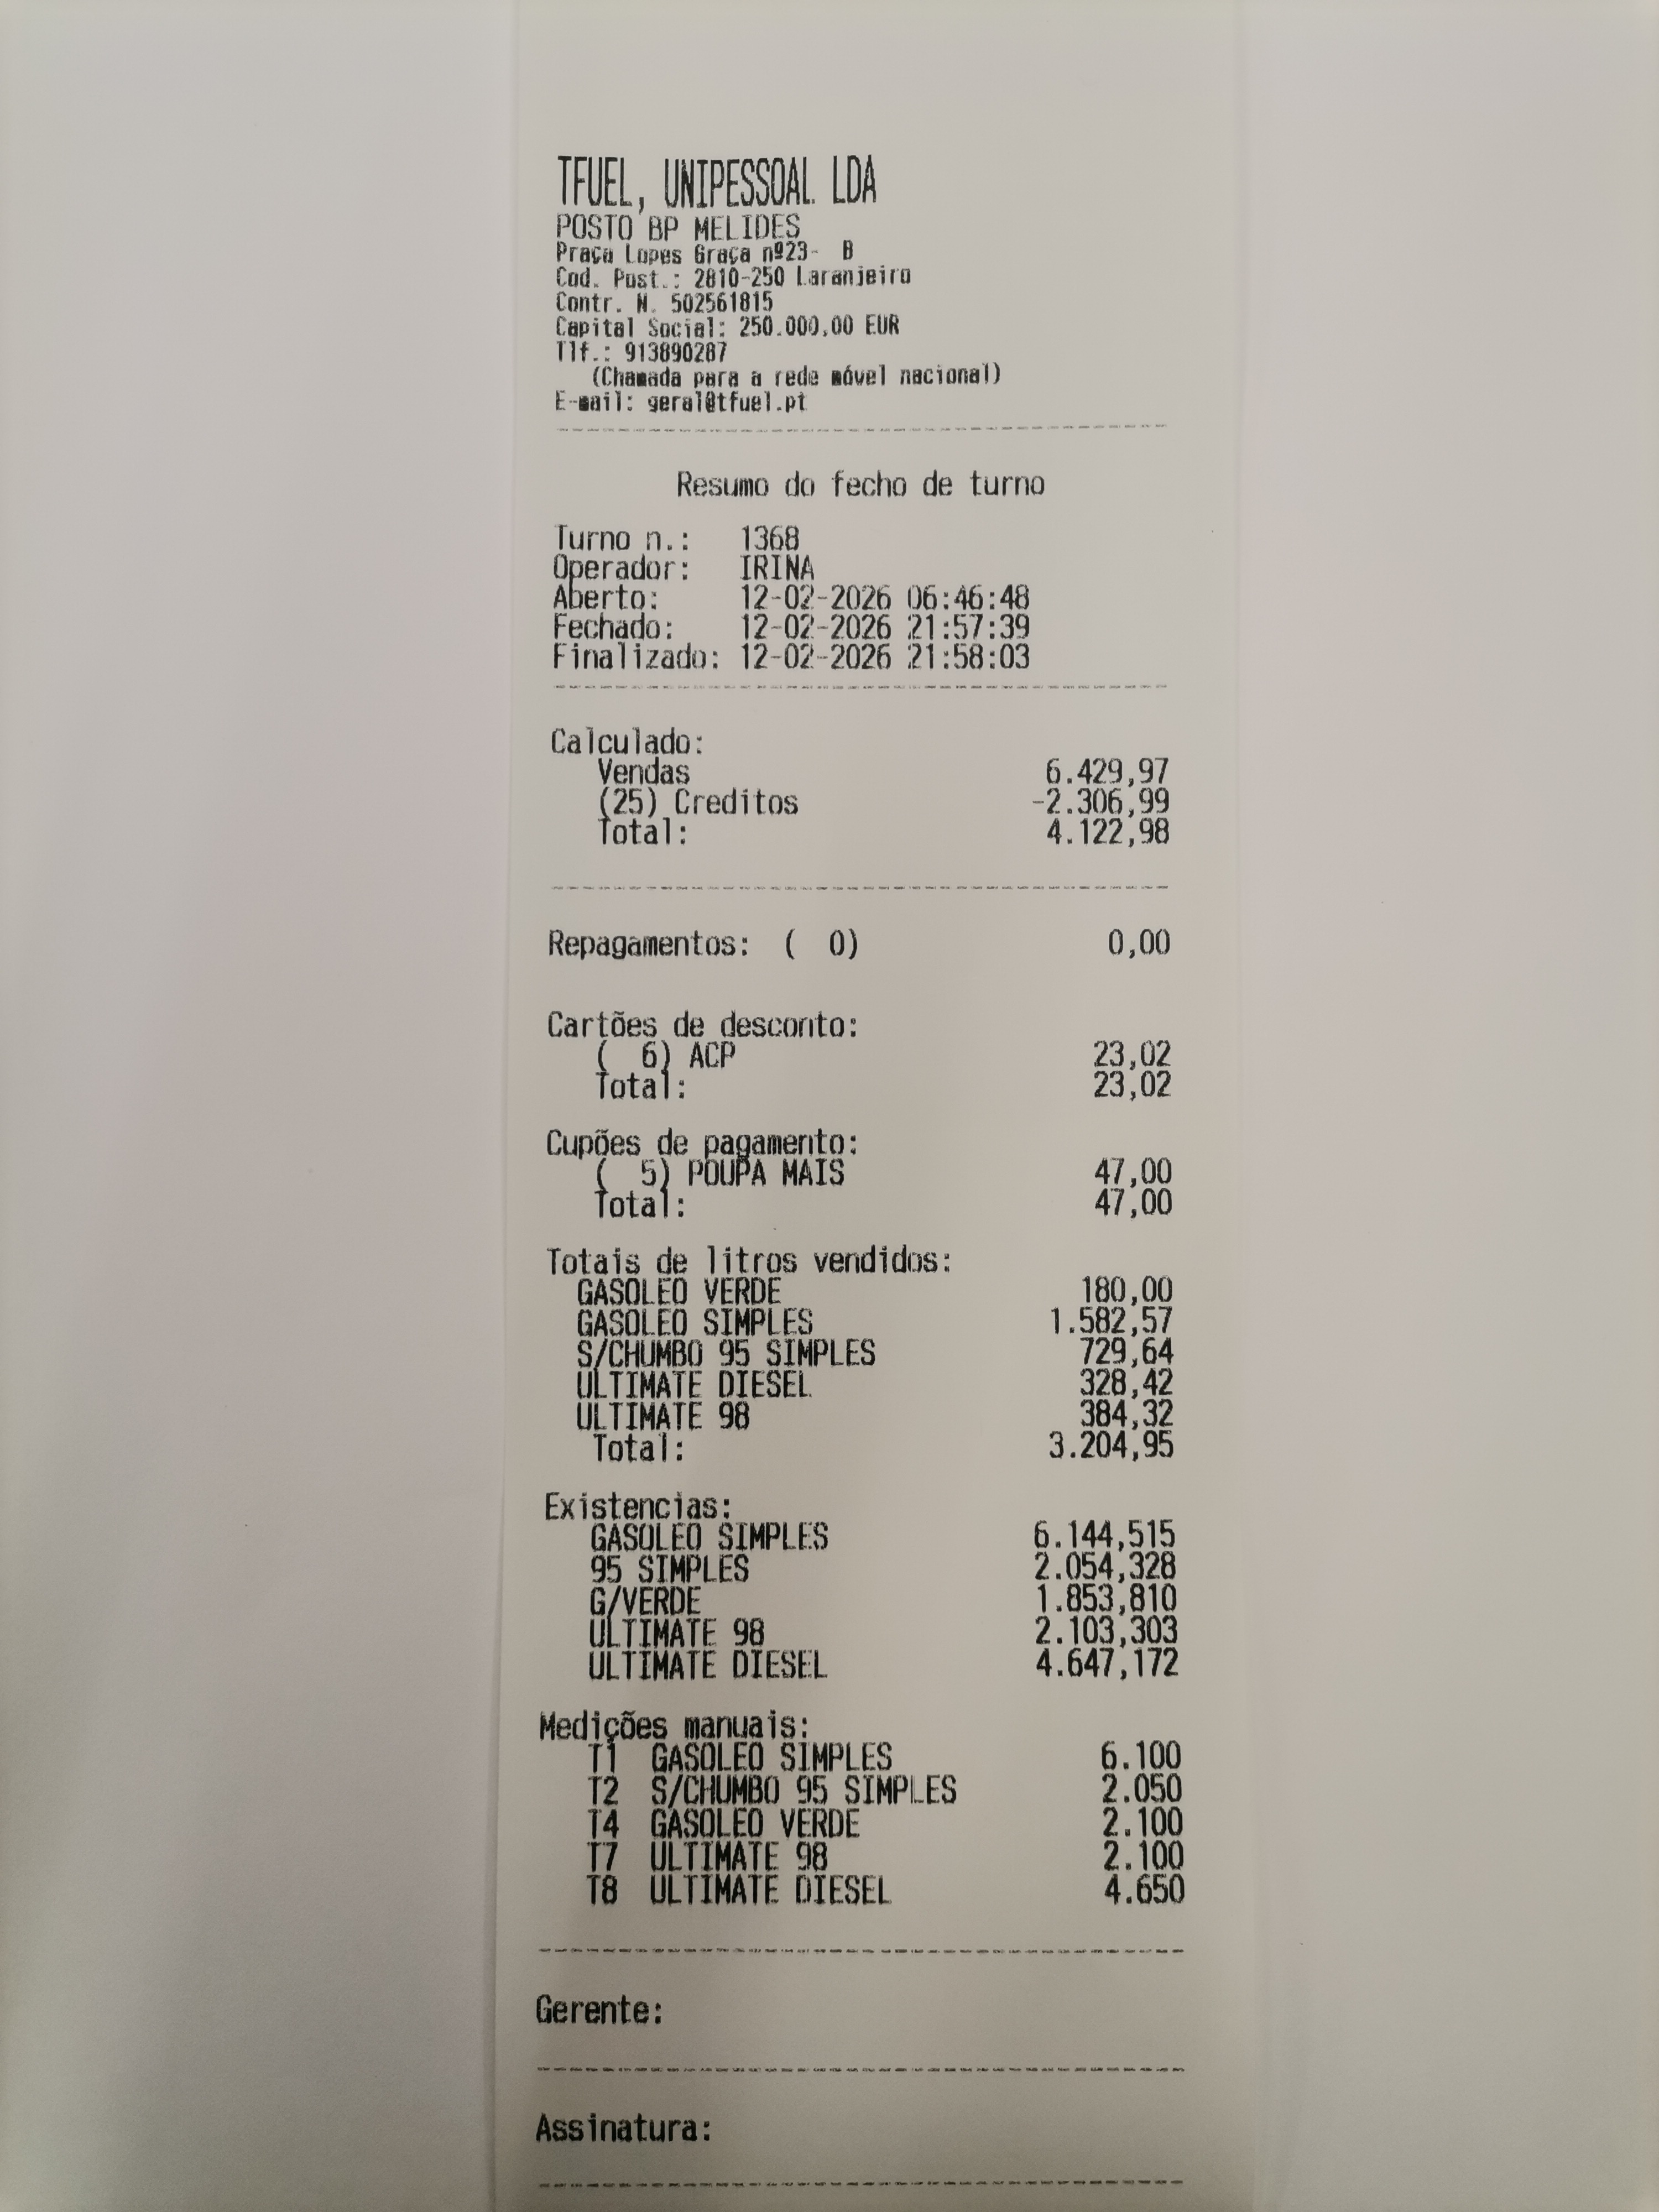 TFUEL, UNIPESSOAL LDA
POSTO BP MELIDES
Praça Lopes Graça nº23-  B
Cod. Post.: 2810-250 Laranjeiro
Contr. N. 502561815
Capital Social: 250.000,00 EUR
Tlf.: 913890287
(Chamada para a rede móvel nacional)
E-mail: geral@tfuel.pt
Resumo do fecho de turno
Turno n.: 1368
Operador: IRINA
Aberto: 12-02-2026 06:46:48
Fechado: 12-02-2026 21:57:39
Finalizado: 12-02-2026 21:58:03
Calculado:
Vendas 6.429,97
(25) Creditos -2.306,99
Total: 4.122,98
Repagamentos: ( 0) 0,00
Cartões de desconto:
( 6) ACP 23,02
Total: 23,02
Cupões de pagamento:
( 5) POUPA MAIS 47,00
Total: 47,00
Totais de litros vendidos:
GASOLEO VERDE 180,00
GASOLEO SIMPLES 1.582,57
S/CHUMBO 95 SIMPLES 729,64
ULTIMATE DIESEL 328,42
ULTIMATE 98 384,32
Total: 3.204,95
Existencias:
GASOLEO SIMPLES 6.144,515
95 SIMPLES 2.054,328
G/VERDE 1.853,810
ULTIMATE 98 2.103,303
ULTIMATE DIESEL 4.647,172
Medições manuais:
T1 GASOLEO SIMPLES 6.100
T2 S/CHUMBO 95 SIMPLES 2.050
T4 GASOLEO VERDE 2.100
T7 ULTIMATE 98 2.100
T8 ULTIMATE DIESEL 4.650
Gerente:
Assinatura: